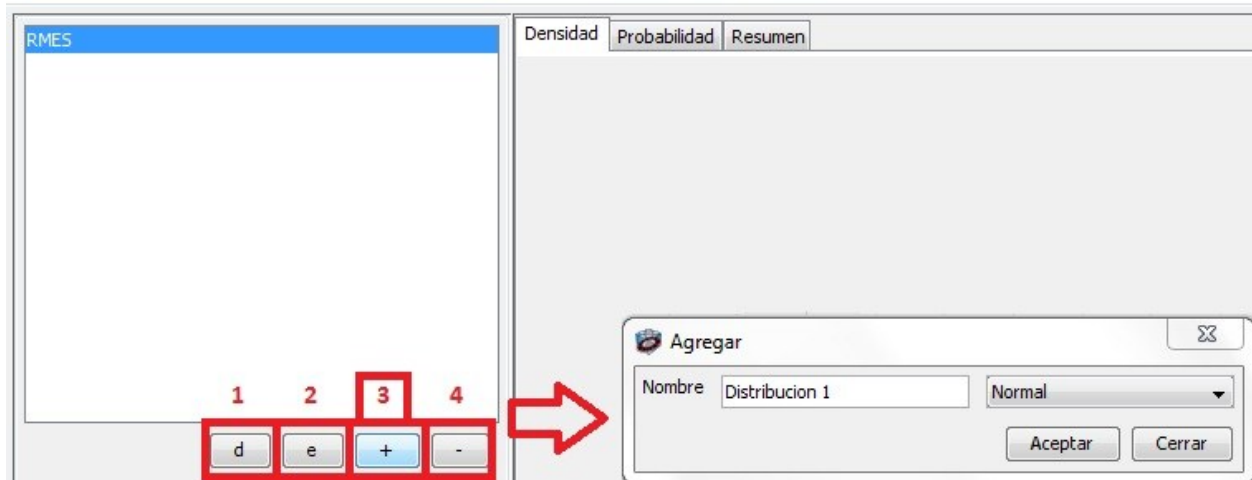 RMES
Densidad Probabilidad Resumen
Agregar
Nombre Distribucion 1 Normal
Aceptar Cerrar
1 2 3 4
d e + -